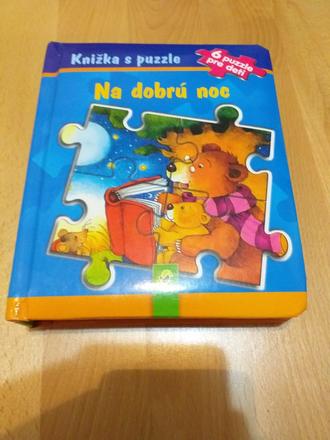 Knižka s puzzle
6 puzzle
pre deti
Na dobrú noc